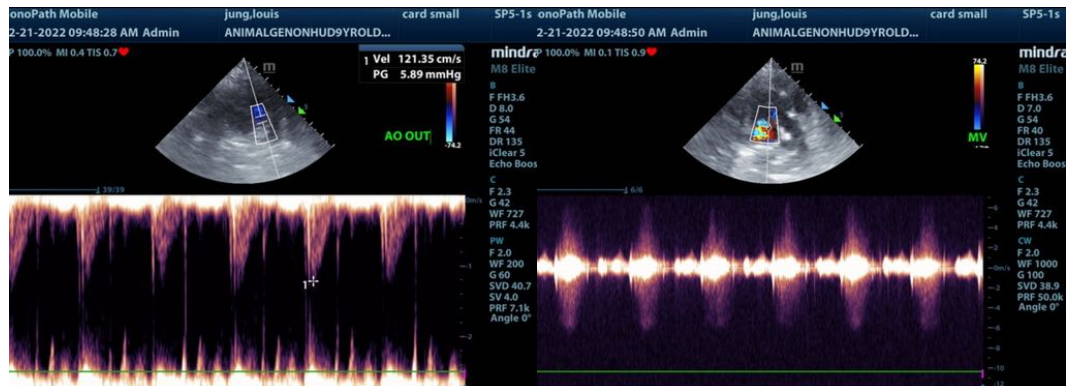 onoPath Mobile jung,louis card small SP5-1s
2-21-2022 09:48:28 AM Admin ANIMALGENONHUD9YROLD...
P 100.0% MI 0.4 TIS 0.7
1 Vel 121.35 cm/s
PG 5.89 mmHg
m
AO OUT
-74.2
39/39
0m/s
-1
-2
1
mindra
M8 Elite
B
F FH3.6
D 8.0
G 54
FR 44
DR 135
iClear 5
Echo Boos
C
F 2.3
G 42
WF 727
PRF 4.4k
PW
F 2.0
WF 200
G 60
SVD 40.7
SV 4.0
PRF 7.1k
Angle 0°
onoPath Mobile jung,louis card small SP5-1s
2-21-2022 09:48:50 AM Admin ANIMALGENONHUD9YROLD...
P 100.0% MI 0.1 TIS 0.9
m
74.2
MV
6/6
-6
-4
-2
-0m/s
-2
-4
-6
-8
-10
-12
mindra
M8 Elite
B
F FH3.6
D 7.0
G 54
FR 40
DR 135
iClear 5
Echo Boos
C
F 2.3
G 42
WF 727
PRF 4.4k
CW
F 2.0
WF 1000
G 100
SVD 38.9
PRF 50.0k
Angle 0°